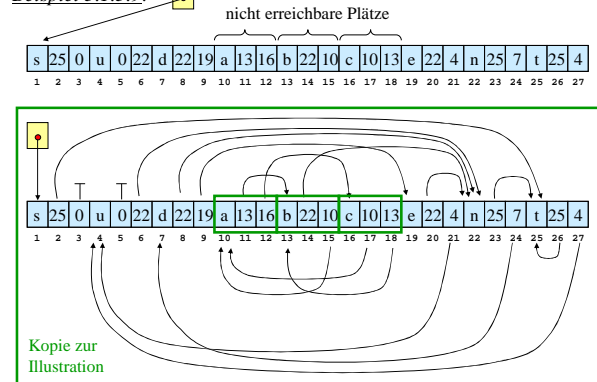 Beispiel 3.1.3.9:
nicht erreichbare Plätze
s 25 0 u 0 22 d 22 19 a 13 16 b 22 10 c 10 13 e 22 4 n 25 7 t 25 4
1 2 3 4 5 6 7 8 9 10 11 12 13 14 15 16 17 18 19 20 21 22 23 24 25 26 27
s 25 0 u 0 22 d 22 19 a 13 16 b 22 10 c 10 13 e 22 4 n 25 7 t 25 4
1 2 3 4 5 6 7 8 9 10 11 12 13 14 15 16 17 18 19 20 21 22 23 24 25 26 27
Kopie zur
Illustration